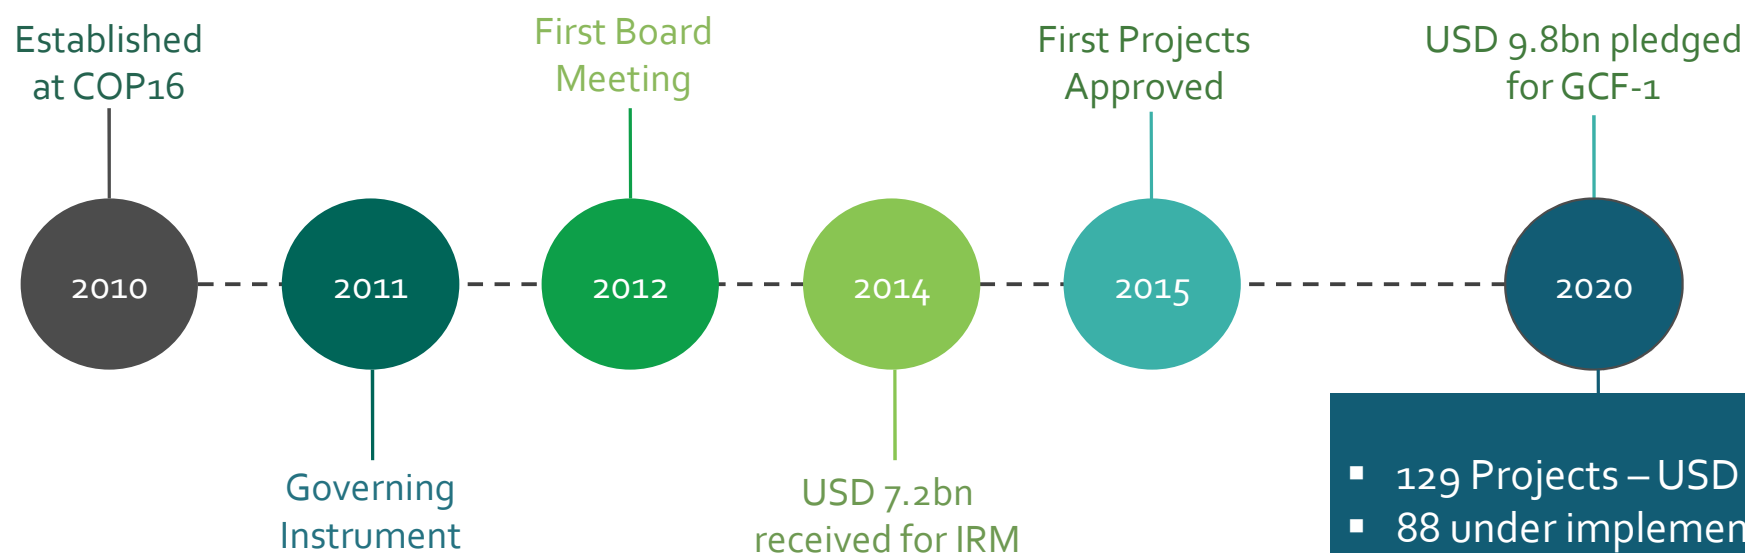 Established
at COP16
First Board
Meeting
First Projects
Approved
USD 9.8bn pledged
for GCF-1
2010
2011
2012
2014
2015
2020
Governing
Instrument
USD 7.2bn
received for IRM
▪ 129 Projects – USD
▪ 88 under implemen